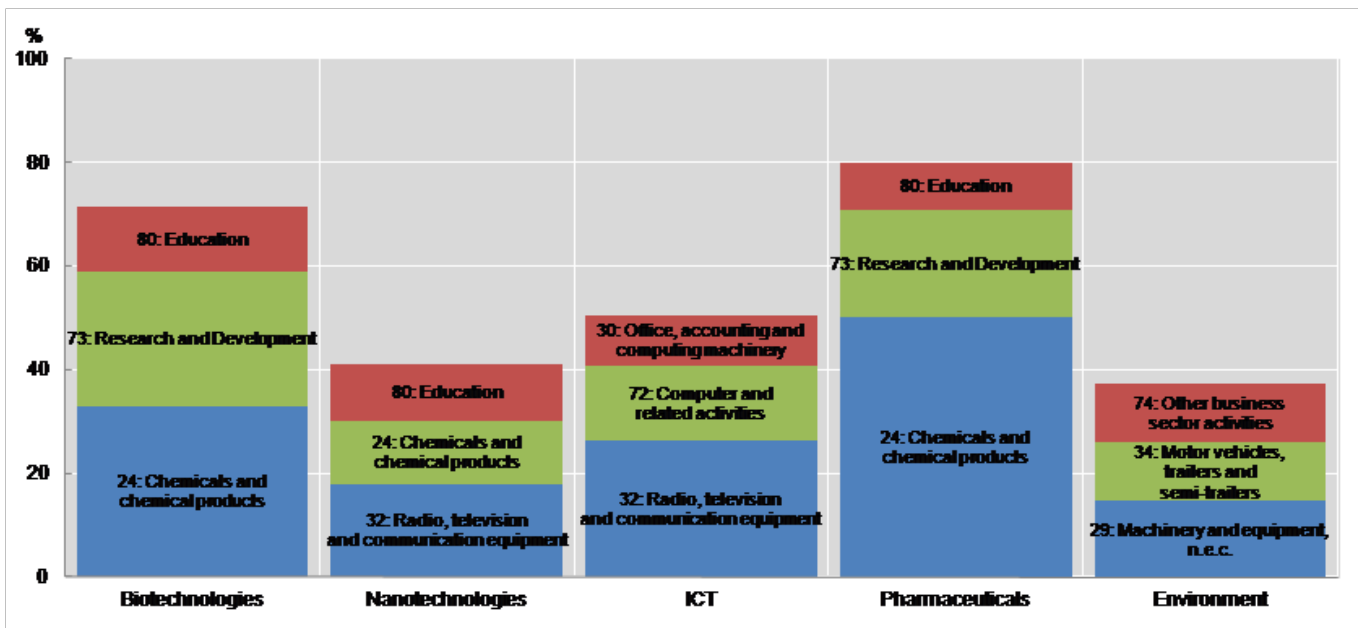 %
100
80
60
40
20
0
80: Education
73: Research and Development
24: Chemicals and
chemical products
80: Education
24: Chemicals and
chemical products
32: Radio, television
and communication equipment
30: Office, accounting and
computing machinery
72: Computer and
related activities
32: Radio, television
and communication equipment
80: Education
73: Research and Development
24: Chemicals and
chemical products
74: Other business
sector activities
34: Motor vehicles,
trailers and
semi-trailers
29: Machinery and equipment,
n.e.c.
Biotechnologies
Nanotechnologies
ICT
Pharmaceuticals
Environment